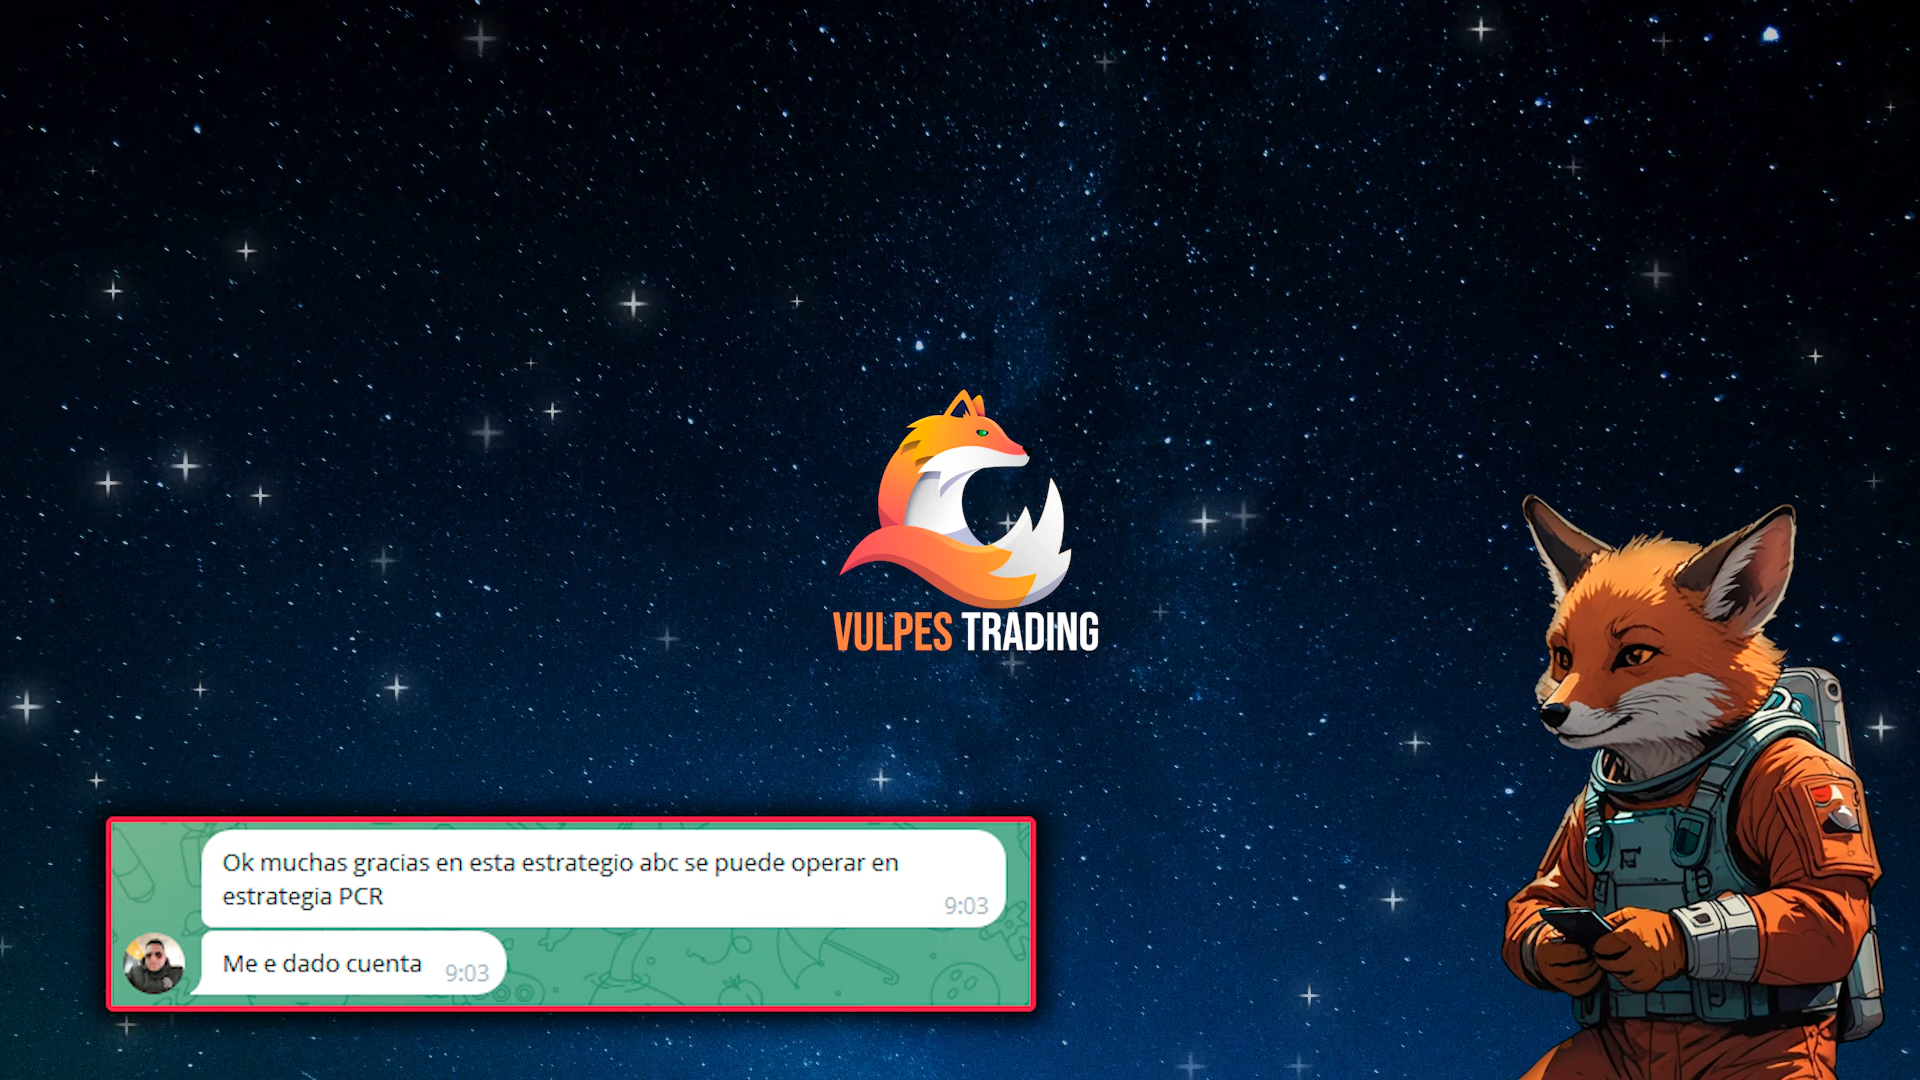 VULPES TRADING
Ok muchas gracias en esta estrategio abc se puede operar en
estrategia PCR
9:03
Me e dado cuenta
9:03